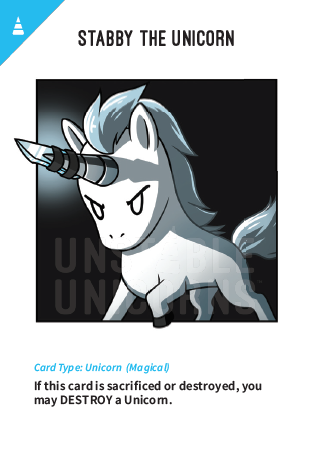 STABBY THE UNICORN
UNSTABLE
UNICORNS
Card Type: Unicorn (Magical)
If this card is sacrificed or destroyed, you
may DESTROY a Unicorn.